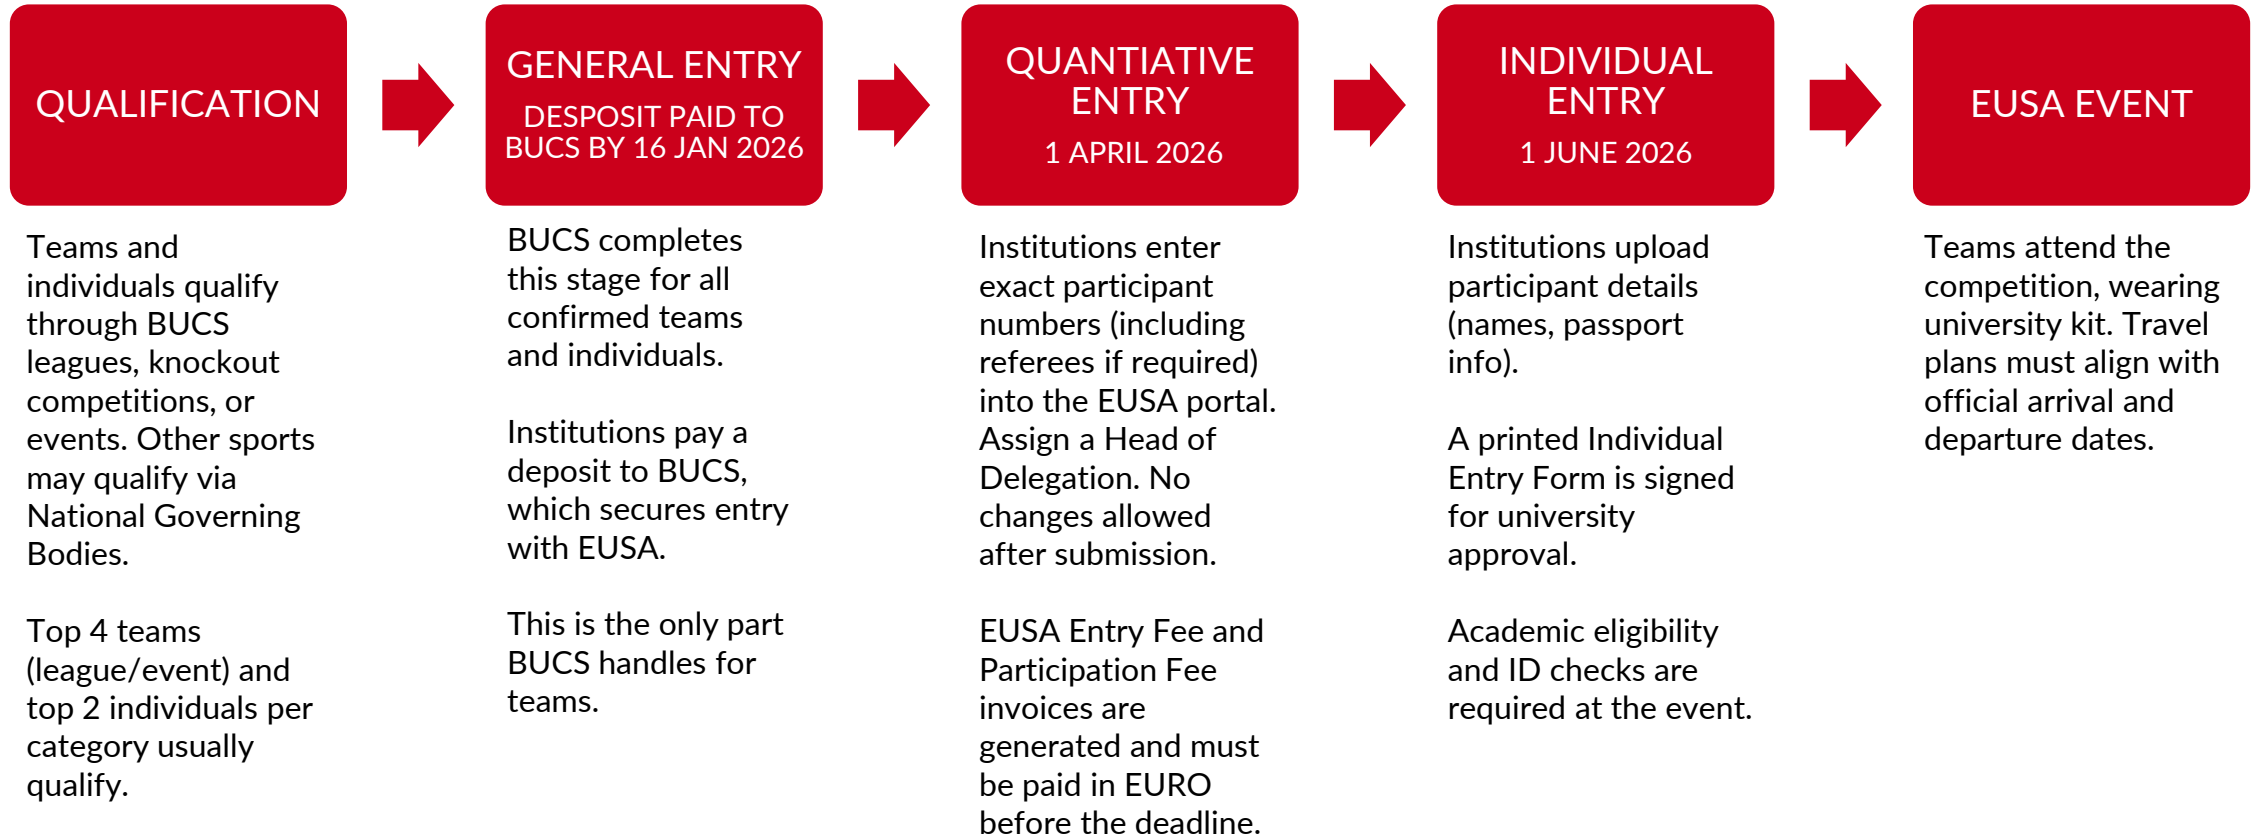 QUALIFICATION
Teams and
individuals qualify
through BUCS
leagues, knockout
competitions, or
events. Other sports
may qualify via
National Governing
Bodies.
Top 4 teams
(league/event) and
top 2 individuals per
category usually
qualify.
GENERAL ENTRY
DESPOSIT PAID TO
BUCS BY 16 JAN 2026
BUCS completes
this stage for all
confirmed teams
and individuals.
Institutions pay a
deposit to BUCS,
which secures entry
with EUSA.
This is the only part
BUCS handles for
teams.
QUANTIATIVE
ENTRY
1 APRIL 2026
Institutions enter
exact participant
numbers (including
referees if required)
into the EUSA portal.
Assign a Head of
Delegation. No
changes allowed
after submission.
EUSA Entry Fee and
Participation Fee
invoices are
generated and must
be paid in EURO
before the deadline.
INDIVIDUAL
ENTRY
1 JUNE 2026
Institutions upload
participant details
(names, passport
info).
A printed Individual
Entry Form is signed
for university
approval.
Academic eligibility
and ID checks are
required at the event.
EUSA EVENT
Teams attend the
competition, wearing
university kit. Travel
plans must align with
official arrival and
departure dates.